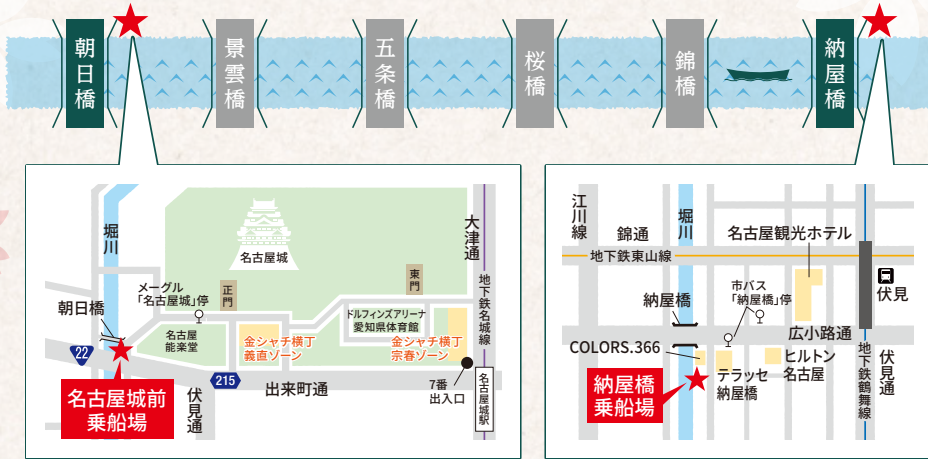 朝日橋
景雲橋
五条橋
桜橋
錦橋
納屋橋
堀川
名古屋城
大津通
地下鉄名城線
メーグル
「名古屋城」停
正門
東門
朝日橋
名古屋
能楽堂
金シャチ横丁
義直ゾーン
ドルフィンズアリーナ
愛知県体育館
金シャチ横丁
宗春ゾーン
22
215
出来町通
7番
出入口
名古屋城駅
名古屋城前
乗船場
伏見通
江川線
堀川
錦通
名古屋観光ホテル
地下鉄東山線
伏見
納屋橋
市バス
「納屋橋」停
広小路通
COLORS.366
テラッセ
納屋橋
ヒルトン
名古屋
地下鉄鶴舞線
伏見通
納屋橋
乗船場